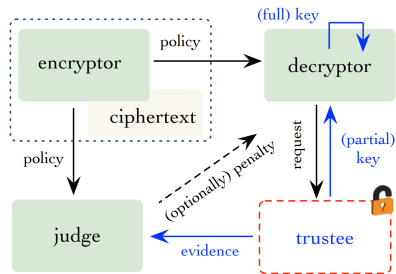 (full) key
policy
encryptor
decryptor
ciphertext
policy
request
(partial)
key
(optionally) penalty
judge
evidence
trustee